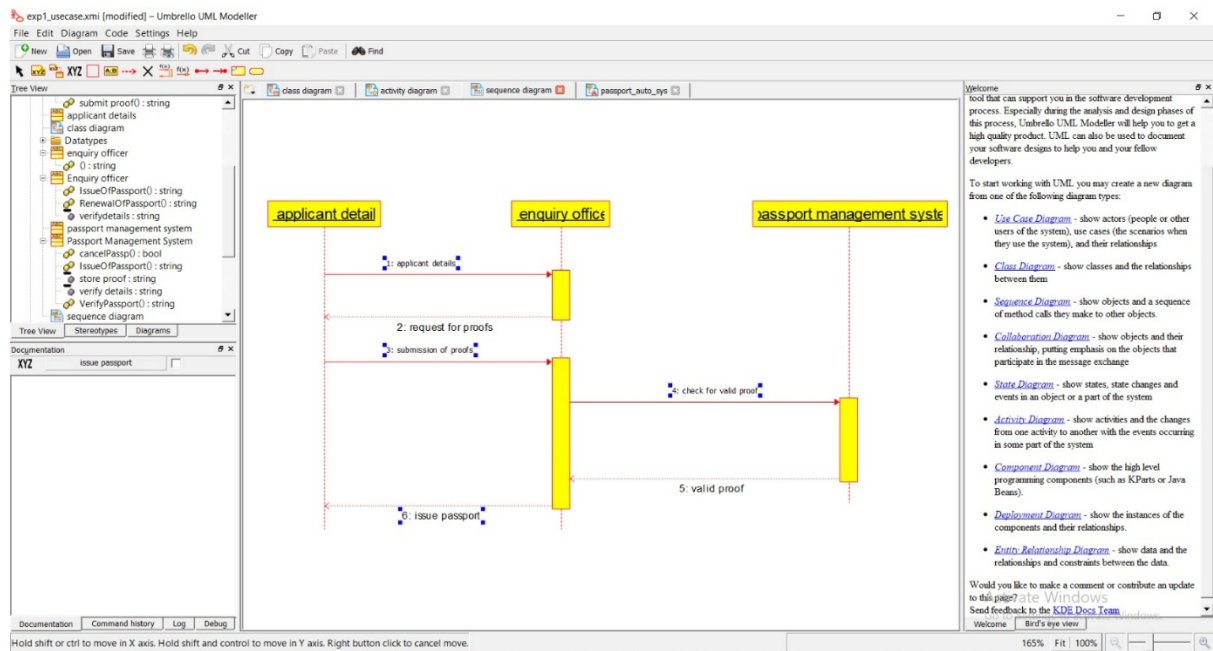 exp1_usecase.xmi [modified] – Umbrello UML Modeller
File Edit Diagram Code Settings Help
New Open Save Cut Copy Paste Find
XYZ A.B
Tree View
submit proof() : string
applicant details
class diagram
Datatypes
enquiry officer
() : string
Enquiry officer
IssueOfPassport() : string
RenewalOfPassport() : string
verifydetails : string
passport management system
Passport Management System
cancelPassp() : bool
IssueOfPassport() : string
store proof : string
verify details : string
VerifyPassport() : string
sequence diagram
Tree View Stereotypes Diagrams
Documentation
XYZ issue passport
Documentation Command history Log Debug
class diagram activity diagram sequence diagram passport_auto_sys
applicant detail enquiry office passport management syste
1: applicant details
2: request for proofs
3: submission of proofs
4: check for valid proof
5: valid proof
6: issue passport
Welcome
tool that can support you in the software development
process. Especially during the analysis and design phases of
this process, Umbrello UML Modeller will help you to get a
high quality product. UML can also be used to document
your software designs to help you and your fellow
developers.
To start working with UML you may create a new diagram
from one of the following diagram types:
Use Case Diagram - show actors (people or other
users of the system), use cases (the scenarios when
they use the system), and their relationships
Class Diagram - show classes and the relationships
between them
Sequence Diagram - show objects and a sequence
of method calls they make to other objects.
Collaboration Diagram - show objects and their
relationship, putting emphasis on the objects that
participate in the message exchange
State Diagram - show states, state changes and
events in an object or a part of the system
Activity Diagram - show activities and the changes
from one activity to another with the events occurring
in some part of the system
Component Diagram - show the high level
programming components (such as KParts or Java
Beans).
Deployment Diagram - show the instances of the
components and their relationships.
Entity Relationship Diagram - show data and the
relationships and constraints between the data.
Would you like to make a comment or contribute an update
to this page?
Activate Windows
Send feedback to the KDE Docs Team
Welcome Bird's eye view
Hold shift or ctrl to move in X axis. Hold shift and control to move in Y axis. Right button click to cancel move.
165% Fit 100%